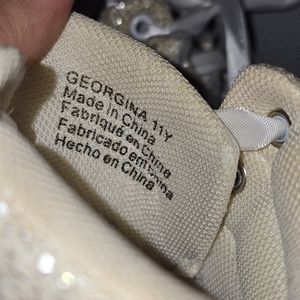 GEORGINA 11Y
Made in China
Fabriqué en Chine
Fabricado em China
Hecho en China